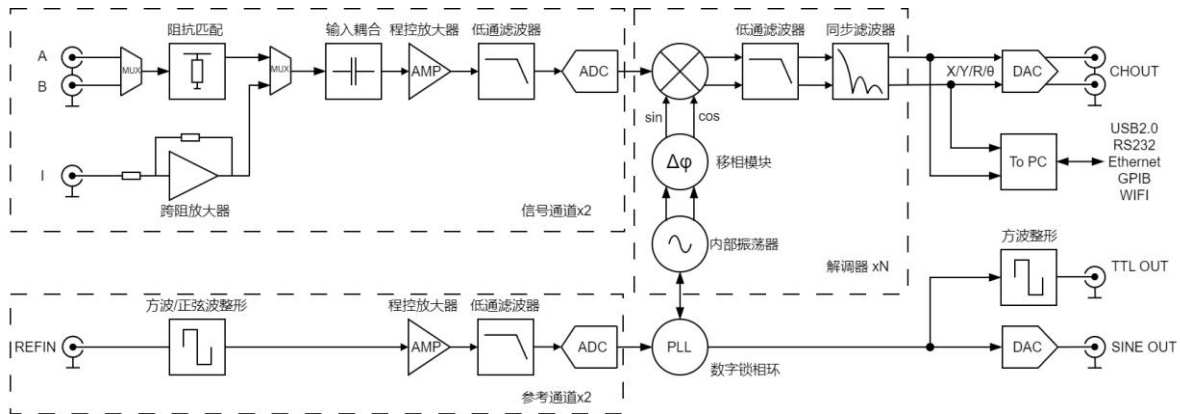 阻抗匹配
输入耦合
程控放大器
低通滤波器
A
B
MUX
MUX
AMP
ADC
I
跨阻放大器
信号通道x2
低通滤波器
同步滤波器
sin
cos
Δφ
移相模块
内部振荡器
解调器 xN
X/Y/R/θ
DAC
CHOUT
To PC
USB2.0
RS232
Ethernet
GPIB
WIFI
方波整形
TTL OUT
方波/正弦波整形
程控放大器
低通滤波器
REFIN
AMP
ADC
PLL
数字锁相环
DAC
SINE OUT
参考通道x2